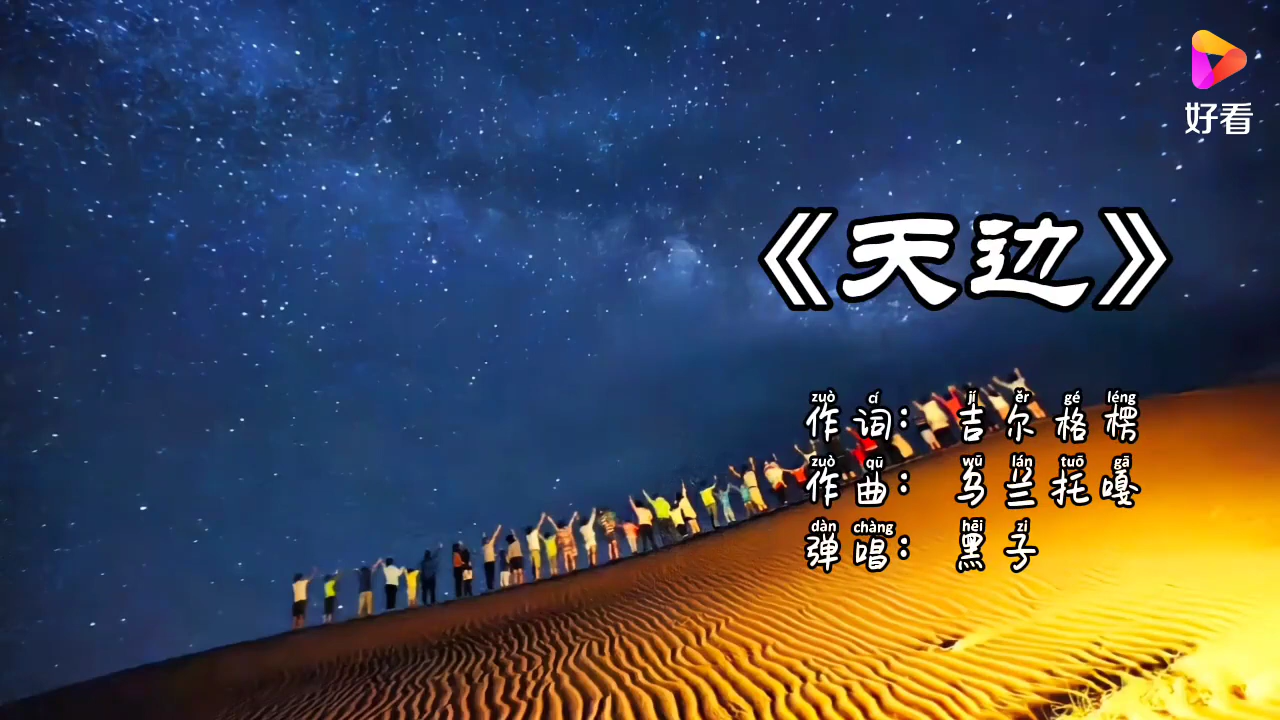 好看
《天边》
zuò cí jí ěr gé léng
作词： 吉尔格楞
zuò qū wū lán tuō gā
作曲： 乌兰托嘎
dàn chàng hēi zi
弹唱： 黑子